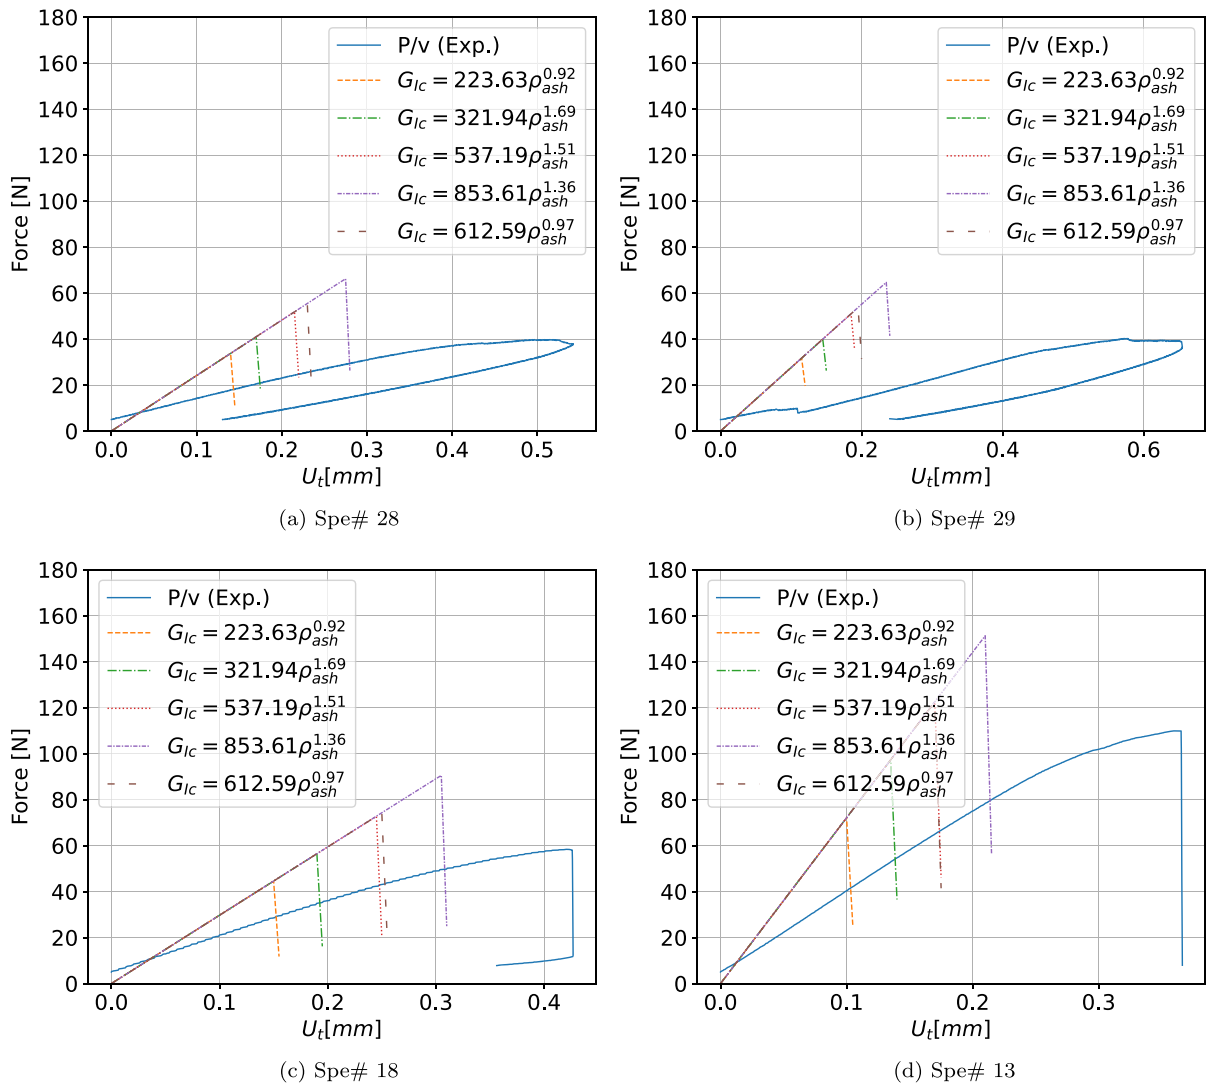 180
160
140
120
100
80
60
40
20
0
Force [N]
P/v (Exp.)
G_Ic = 223.63ρ_ash^0.92
G_Ic = 321.94ρ_ash^1.69
G_Ic = 537.19ρ_ash^1.51
G_Ic = 853.61ρ_ash^1.36
G_Ic = 612.59ρ_ash^0.97
0.0 0.1 0.2 0.3 0.4 0.5
U_t[mm]
(a) Spe# 28
180
160
140
120
100
80
60
40
20
0
Force [N]
P/v (Exp.)
G_Ic = 223.63ρ_ash^0.92
G_Ic = 321.94ρ_ash^1.69
G_Ic = 537.19ρ_ash^1.51
G_Ic = 853.61ρ_ash^1.36
G_Ic = 612.59ρ_ash^0.97
0.0 0.2 0.4 0.6
U_t[mm]
(b) Spe# 29
180
160
140
120
100
80
60
40
20
0
Force [N]
P/v (Exp.)
G_Ic = 223.63ρ_ash^0.92
G_Ic = 321.94ρ_ash^1.69
G_Ic = 537.19ρ_ash^1.51
G_Ic = 853.61ρ_ash^1.36
G_Ic = 612.59ρ_ash^0.97
0.0 0.1 0.2 0.3 0.4
U_t[mm]
(c) Spe# 18
180
160
140
120
100
80
60
40
20
0
Force [N]
P/v (Exp.)
G_Ic = 223.63ρ_ash^0.92
G_Ic = 321.94ρ_ash^1.69
G_Ic = 537.19ρ_ash^1.51
G_Ic = 853.61ρ_ash^1.36
G_Ic = 612.59ρ_ash^0.97
0.0 0.1 0.2 0.3
U_t[mm]
(d) Spe# 13